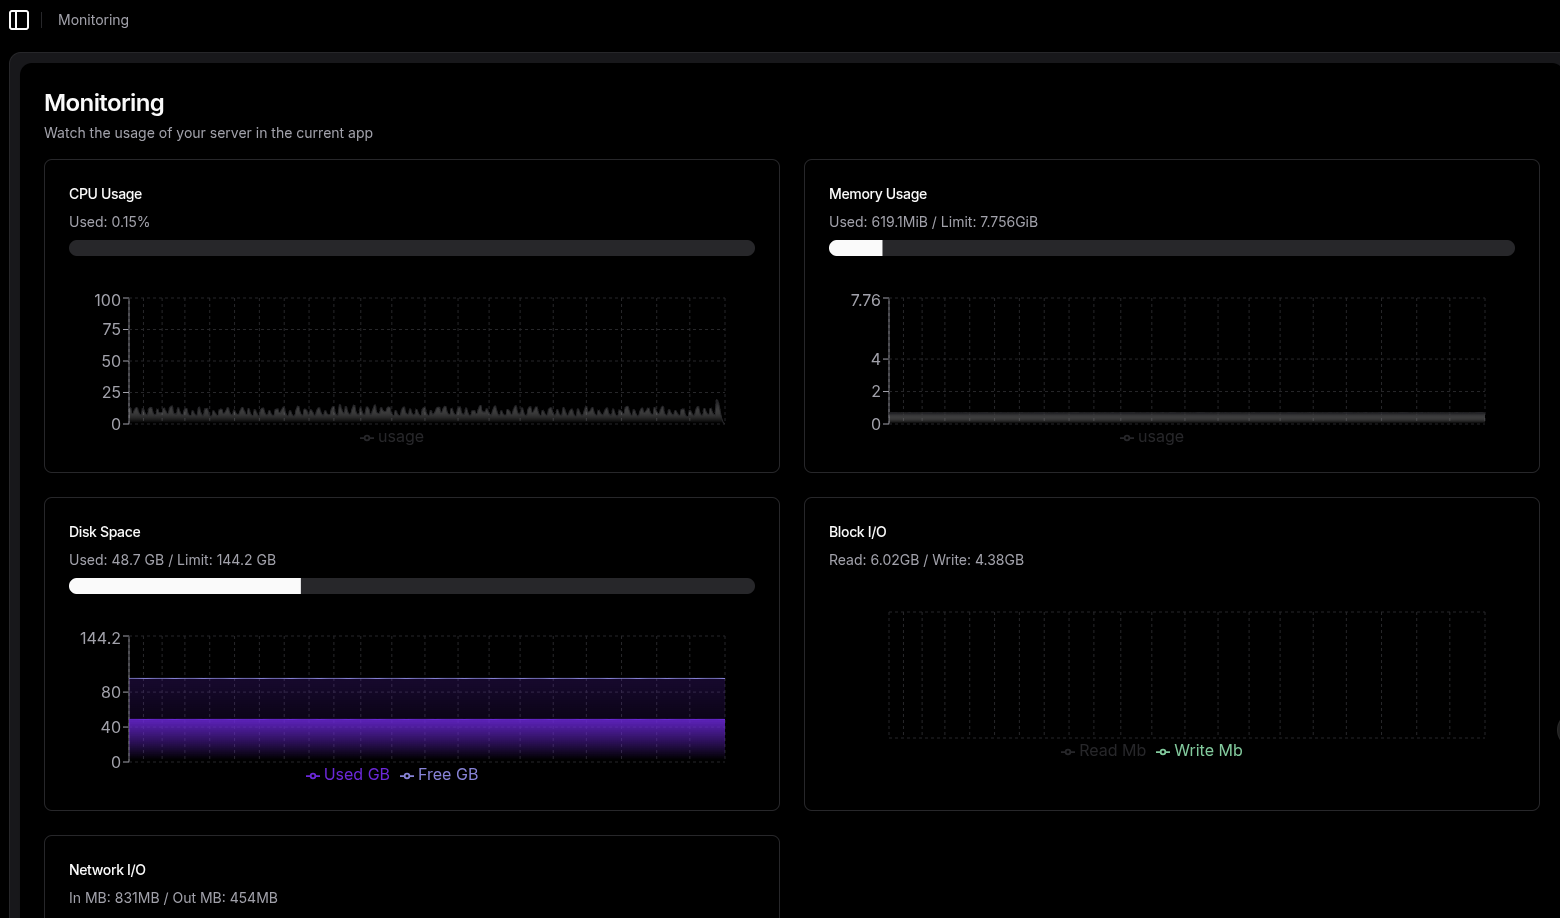 Monitoring
Monitoring
Watch the usage of your server in the current app
CPU Usage
Used: 0.15%
100
75
50
25
0
usage
Memory Usage
Used: 619.1MiB / Limit: 7.756GiB
7.76
4
2
0
usage
Disk Space
Used: 48.7 GB / Limit: 144.2 GB
144.2
80
40
0
Used GB Free GB
Block I/O
Read: 6.02GB / Write: 4.38GB
Read Mb Write Mb
Network I/O
In MB: 831MB / Out MB: 454MB